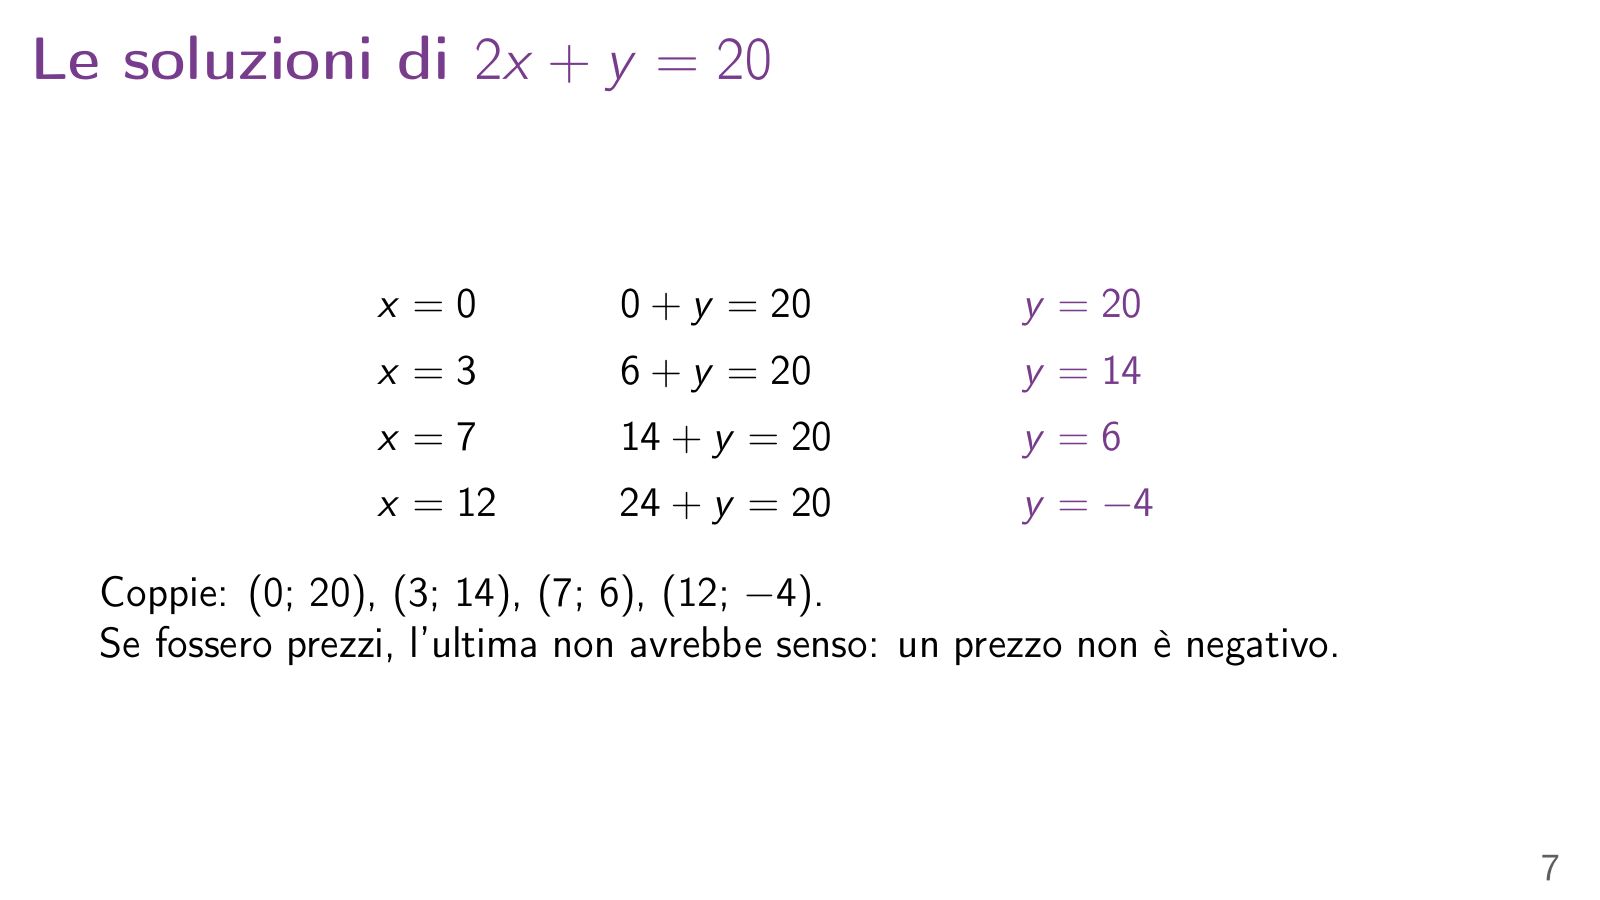 Le soluzioni di 2x + y = 20
x = 0 0 + y = 20 y = 20
x = 3 6 + y = 20 y = 14
x = 7 14 + y = 20 y = 6
x = 12 24 + y = 20 y = −4
Coppie: (0; 20), (3; 14), (7; 6), (12; −4).
Se fossero prezzi, l'ultima non avrebbe senso: un prezzo non è negativo.
7